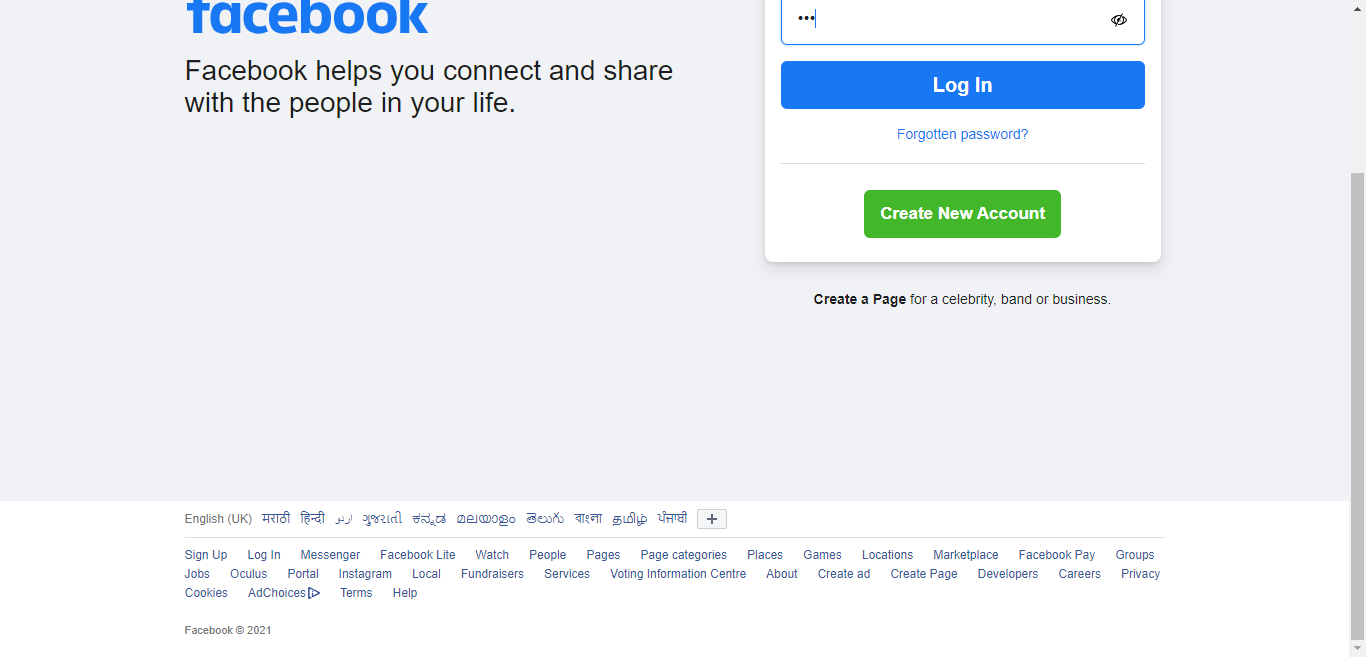 facebook
Facebook helps you connect and share
with the people in your life.
•••
Log In
Forgotten password?
Create New Account
Create a Page for a celebrity, band or business.
English (UK) मराठी हिन्दी اردو ગુજરાતી ಕನ್ನಡ മലയാളം తెలుగు বাংলা தமிழ் ਪੰਜਾਬੀ +
Sign Up Log In Messenger Facebook Lite Watch People Pages Page categories Places Games Locations Marketplace Facebook Pay Groups
Jobs Oculus Portal Instagram Local Fundraisers Services Voting Information Centre About Create ad Create Page Developers Careers Privacy
Cookies AdChoices Terms Help
Facebook © 2021